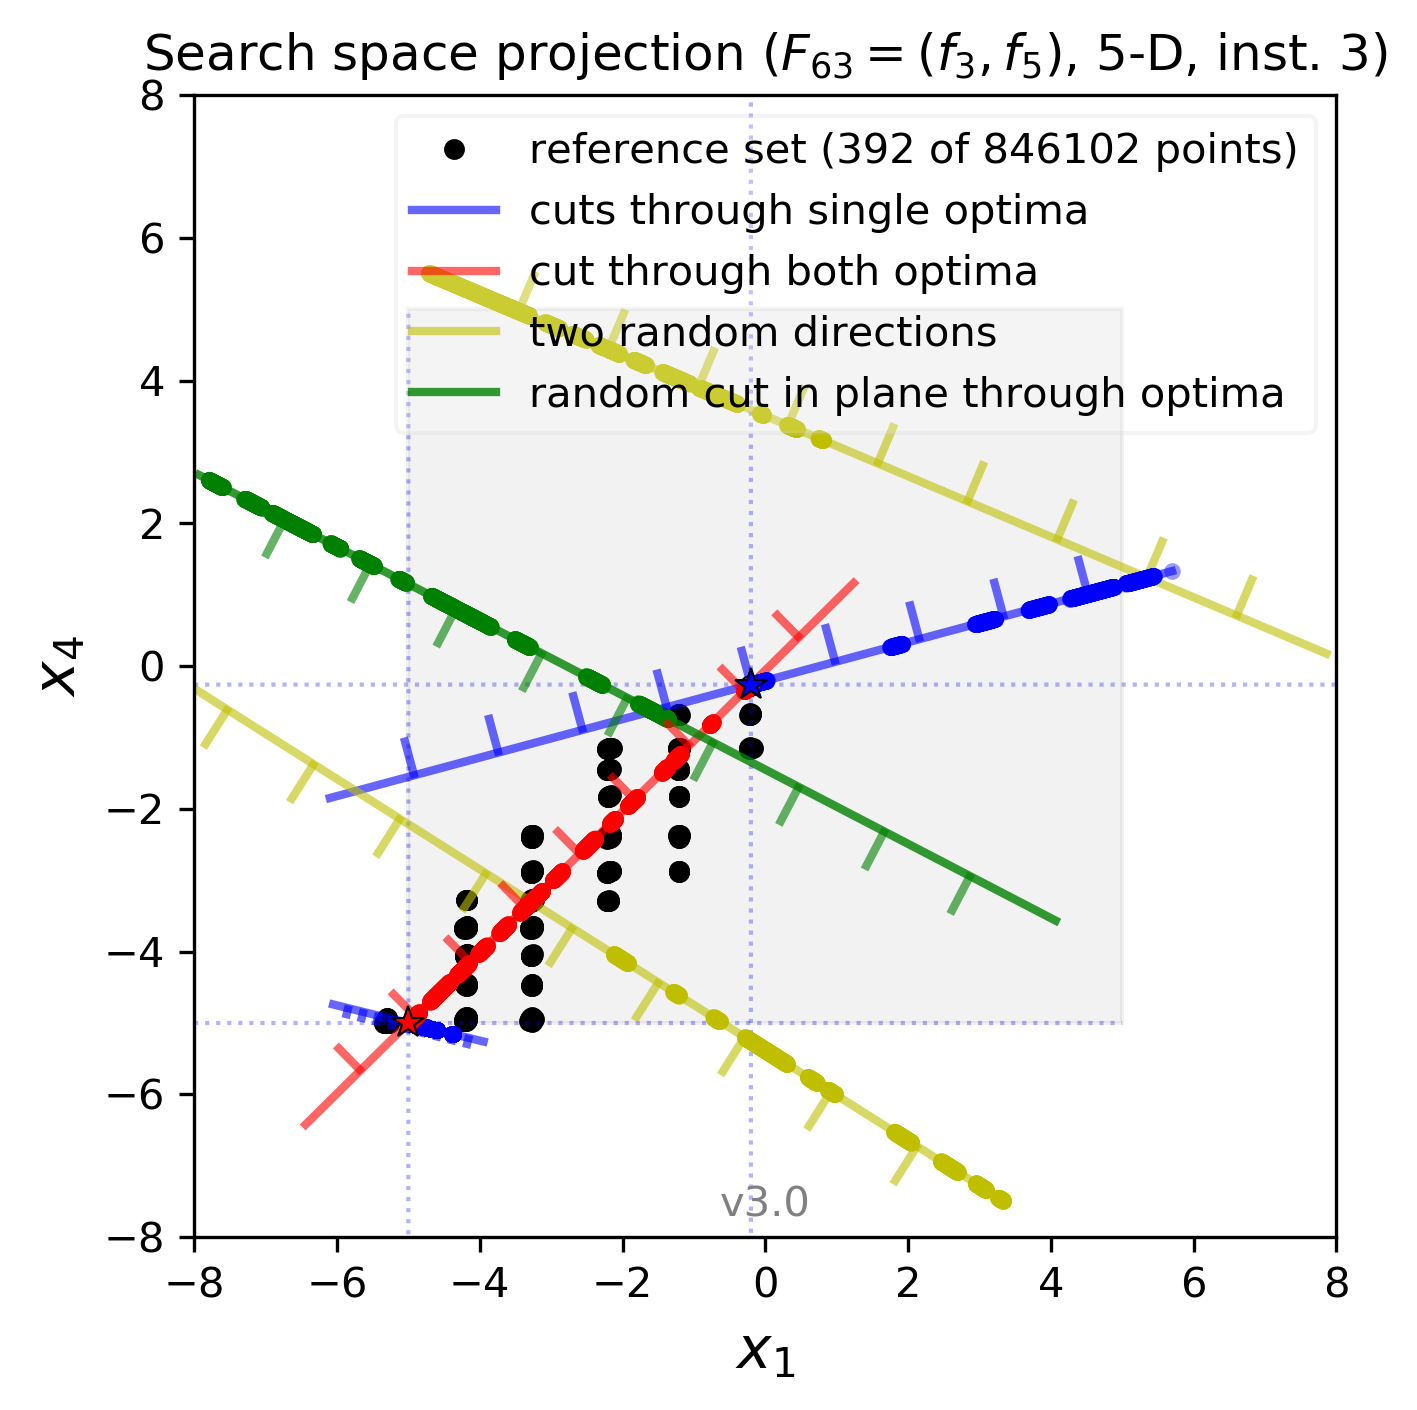 Search space projection (F63 = (f3, f5), 5-D, inst. 3)
8
6
4
2
0
−2
−4
−6
−8
x4
reference set (392 of 846102 points)
cuts through single optima
cut through both optima
two random directions
random cut in plane through optima
v3.0
−8 −6 −4 −2 0 2 4 6 8
x1